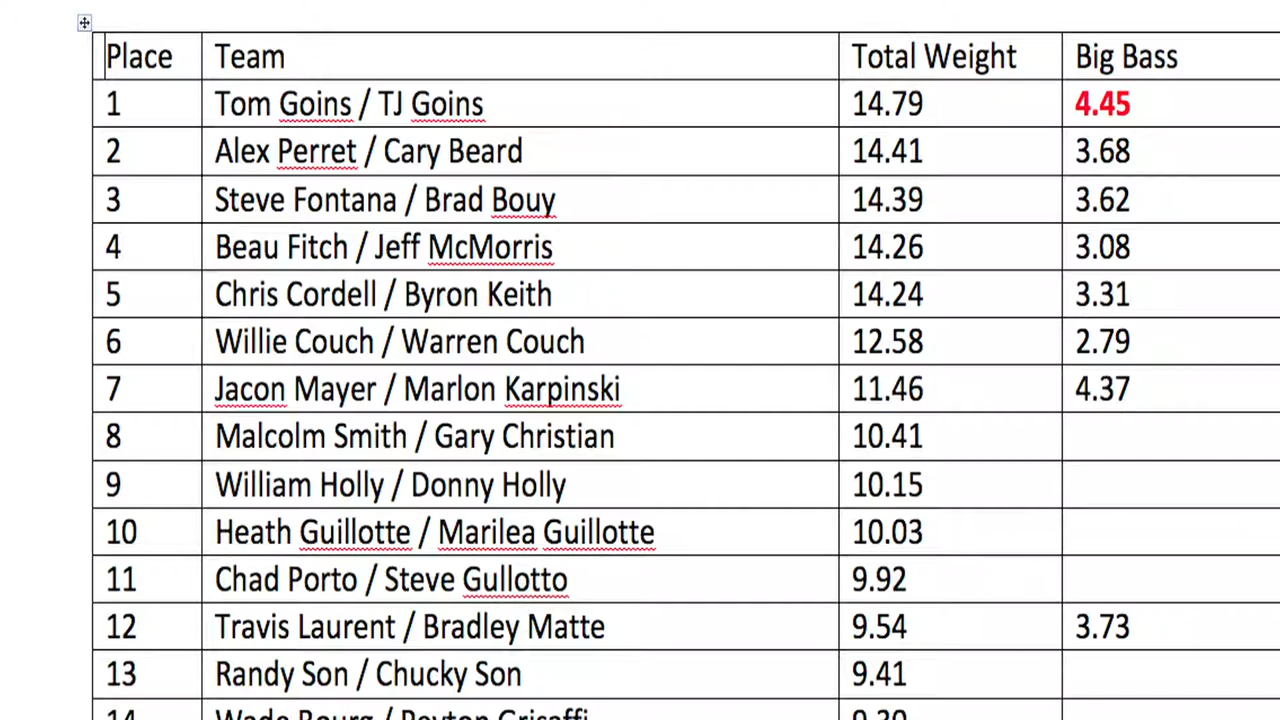 Place Team Total Weight Big Bass
1 Tom Goins / TJ Goins 14.79 4.45
2 Alex Perret / Cary Beard 14.41 3.68
3 Steve Fontana / Brad Bouy 14.39 3.62
4 Beau Fitch / Jeff McMorris 14.26 3.08
5 Chris Cordell / Byron Keith 14.24 3.31
6 Willie Couch / Warren Couch 12.58 2.79
7 Jacon Mayer / Marlon Karpinski 11.46 4.37
8 Malcolm Smith / Gary Christian 10.41
9 William Holly / Donny Holly 10.15
10 Heath Guillotte / Marilea Guillotte 10.03
11 Chad Porto / Steve Gullotto 9.92
12 Travis Laurent / Bradley Matte 9.54 3.73
13 Randy Son / Chucky Son 9.41
14 Wade Bourg / Peyton Grisaffi